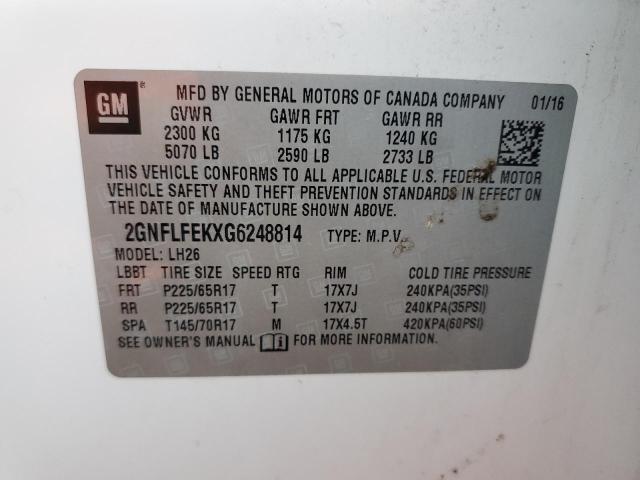 GM ®
MFD BY GENERAL MOTORS OF CANADA COMPANY 01/16
GVWR GAWR FRT GAWR RR
2300 KG 1175 KG 1240 KG
5070 LB 2590 LB 2733 LB
THIS VEHICLE CONFORMS TO ALL APPLICABLE U.S. FEDERAL MOTOR
VEHICLE SAFETY AND THEFT PREVENTION STANDARDS IN EFFECT ON
THE DATE OF MANUFACTURE SHOWN ABOVE.
2GNFLFEKXG6248814 TYPE: M.P.V.
MODEL: LH26
LBBT TIRE SIZE SPEED RTG RIM COLD TIRE PRESSURE
FRT P225/65R17 T 17X7J 240KPA(35PSI)
RR P225/65R17 T 17X7J 240KPA(35PSI)
SPA T145/70R17 M 17X4.5T 420KPA(60PSI)
SEE OWNER'S MANUAL FOR MORE INFORMATION.